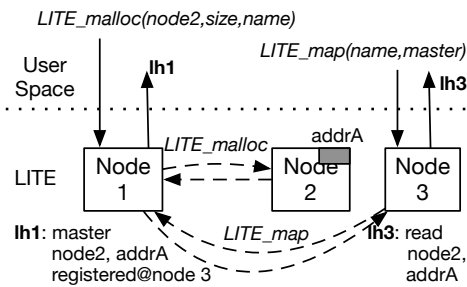 LITE_malloc(node2,size,name)
LITE_map(name,master)
User
Space
lh1
lh3
LITE_malloc
addrA
LITE
Node
1
Node
2
Node
3
LITE_map
lh1: master
node2, addrA
registered@node 3
lh3: read
node2,
addrA